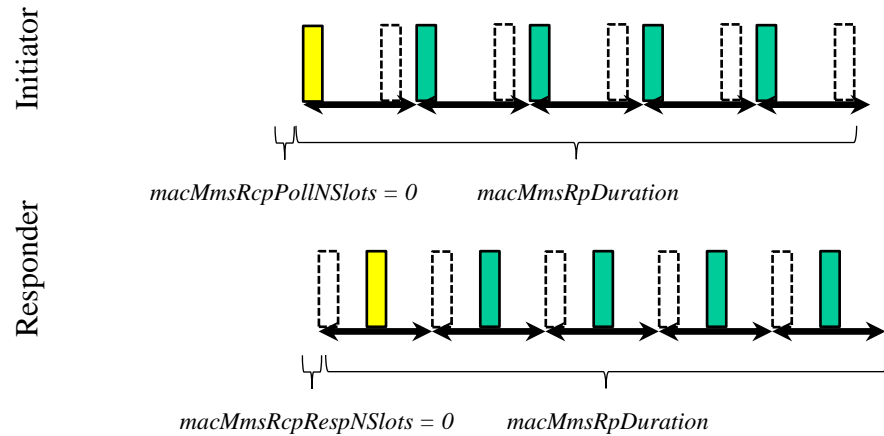 Initiator
macMmsRcpPollNSlots = 0 macMmsRpDuration
Responder
macMmsRcpRespNSlots = 0 macMmsRpDuration